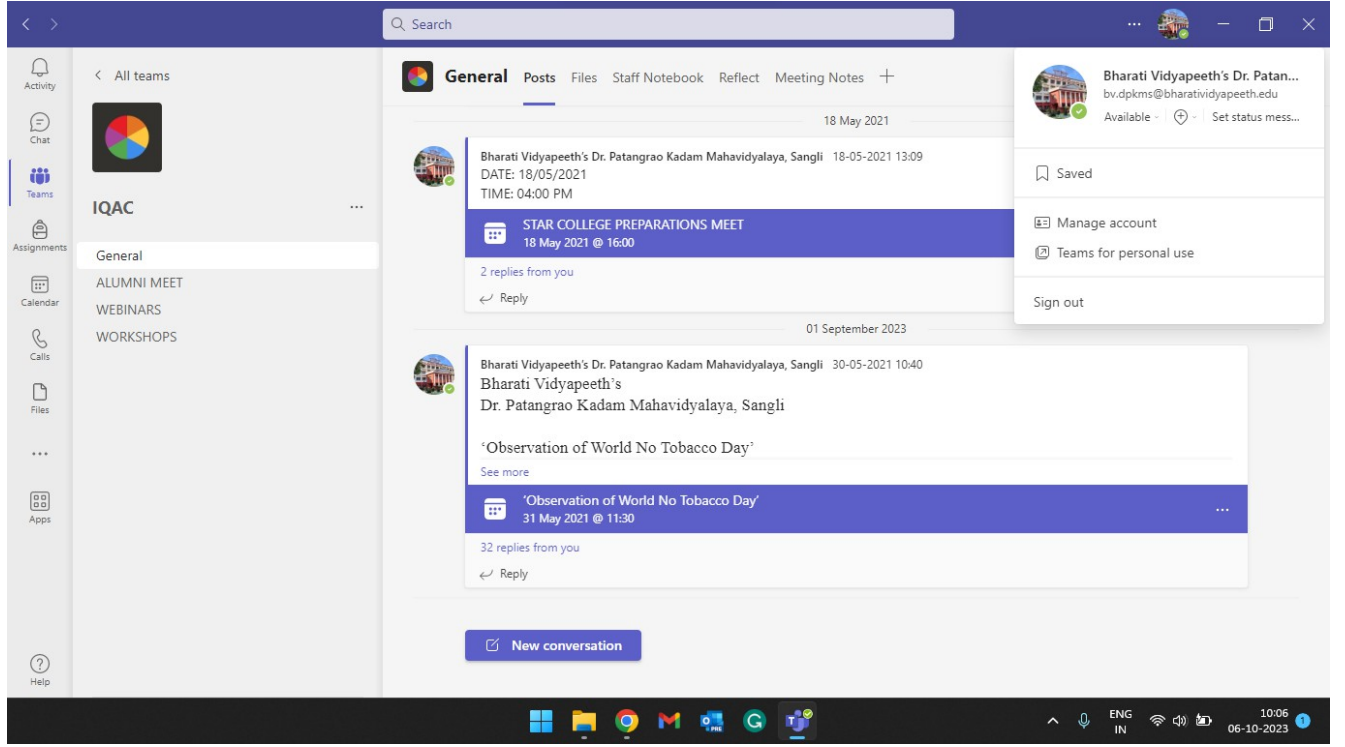 Search
Activity
Chat
Teams
Assignments
Calendar
Calls
Files
Apps
Help
All teams
IQAC
General
ALUMNI MEET
WEBINARS
WORKSHOPS
General Posts Files Staff Notebook Reflect Meeting Notes
18 May 2021
Bharati Vidyapeeth's Dr. Patangrao Kadam Mahavidyalaya, Sangli 18-05-2021 13:09
DATE: 18/05/2021
TIME: 04:00 PM
STAR COLLEGE PREPARATIONS MEET
18 May 2021 @ 16:00
2 replies from you
Reply
01 September 2023
Bharati Vidyapeeth's Dr. Patangrao Kadam Mahavidyalaya, Sangli 30-05-2021 10:40
Bharati Vidyapeeth's
Dr. Patangrao Kadam Mahavidyalaya, Sangli
'Observation of World No Tobacco Day'
See more
'Observation of World No Tobacco Day'
31 May 2021 @ 11:30
32 replies from you
Reply
New conversation
Bharati Vidyapeeth's Dr. Patan...
bv.dpkms@bharatividyapeeth.edu
Available Set status mess...
Saved
Manage account
Teams for personal use
Sign out
ENG
IN
10:06
06-10-2023
1